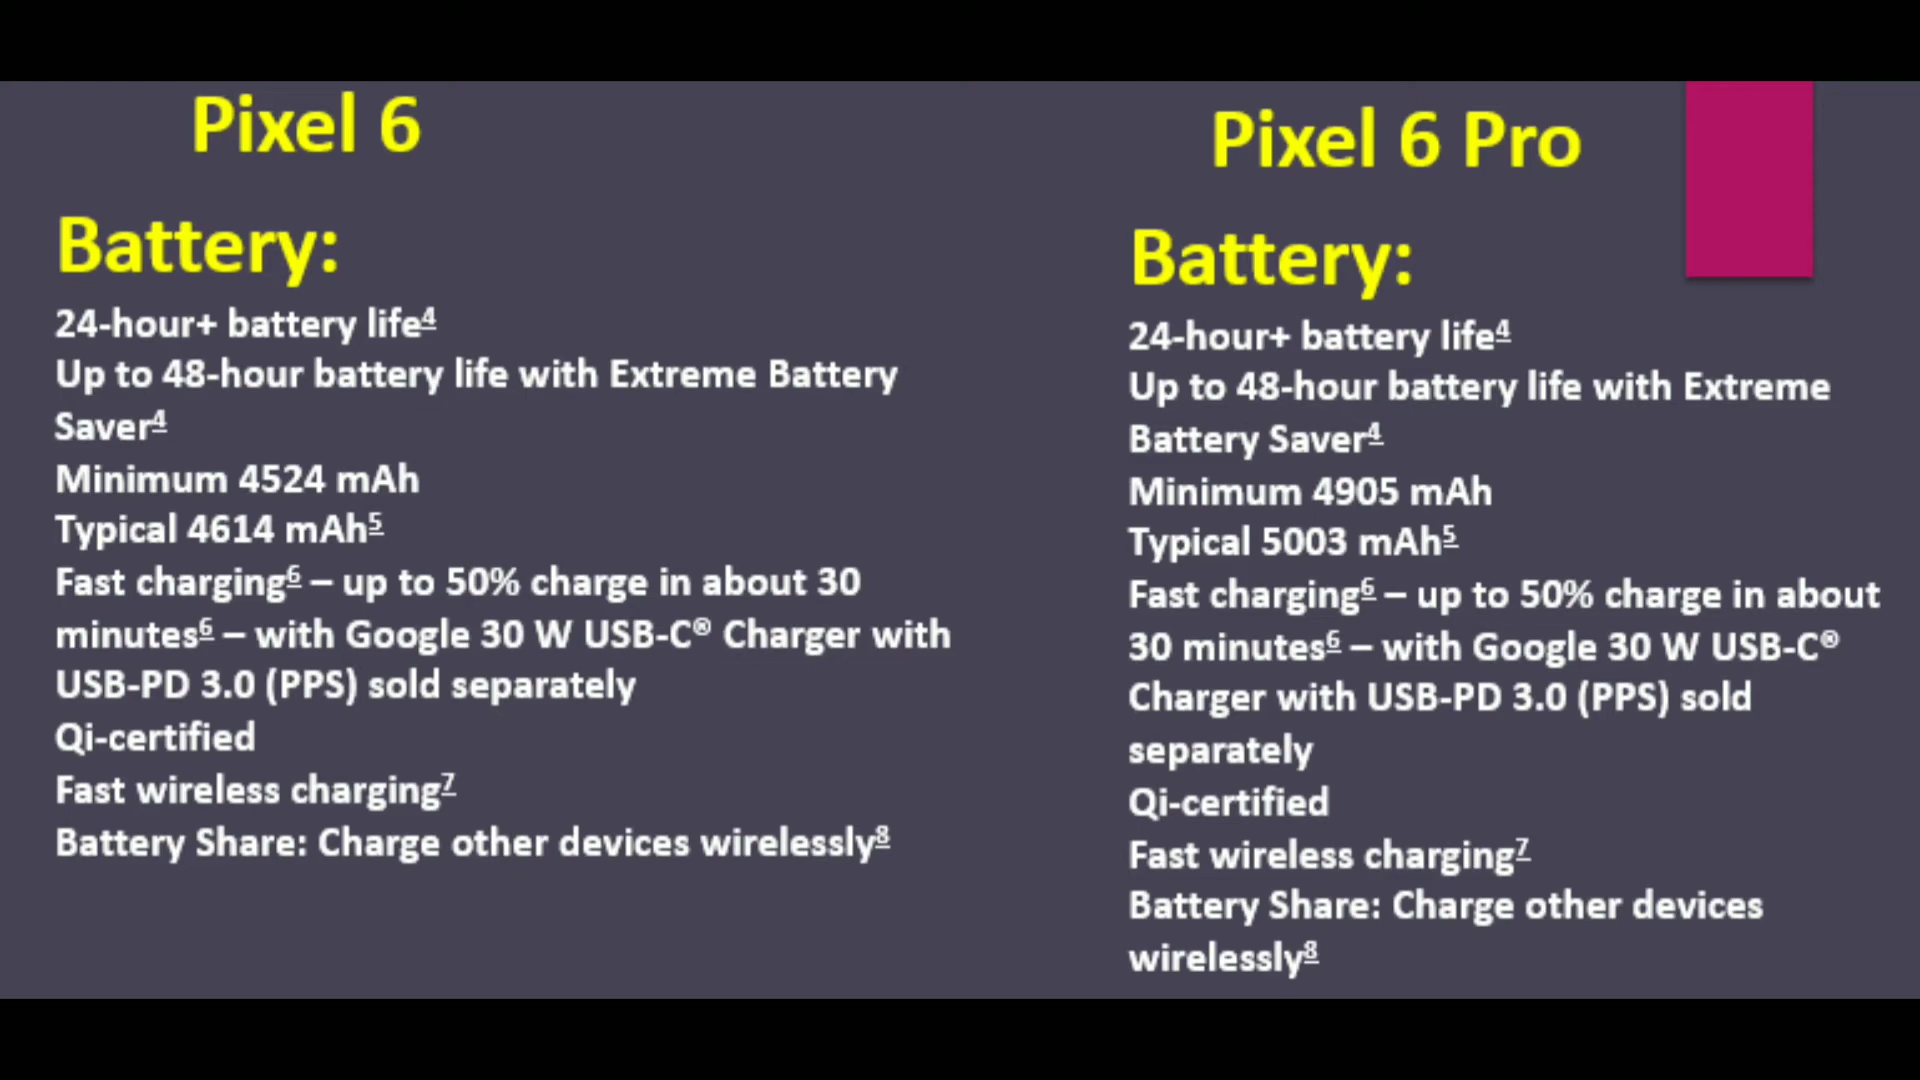 Pixel 6
Battery:
24-hour+ battery life⁴
Up to 48-hour battery life with Extreme Battery
Saver⁴
Minimum 4524 mAh
Typical 4614 mAh⁵
Fast charging⁶ – up to 50% charge in about 30
minutes⁶ – with Google 30 W USB-C® Charger with
USB-PD 3.0 (PPS) sold separately
Qi-certified
Fast wireless charging⁷
Battery Share: Charge other devices wirelessly⁸
Pixel 6 Pro
Battery:
24-hour+ battery life⁴
Up to 48-hour battery life with Extreme
Battery Saver⁴
Minimum 4905 mAh
Typical 5003 mAh⁵
Fast charging⁶ – up to 50% charge in about
30 minutes⁶ – with Google 30 W USB-C®
Charger with USB-PD 3.0 (PPS) sold
separately
Qi-certified
Fast wireless charging⁷
Battery Share: Charge other devices
wirelessly⁸